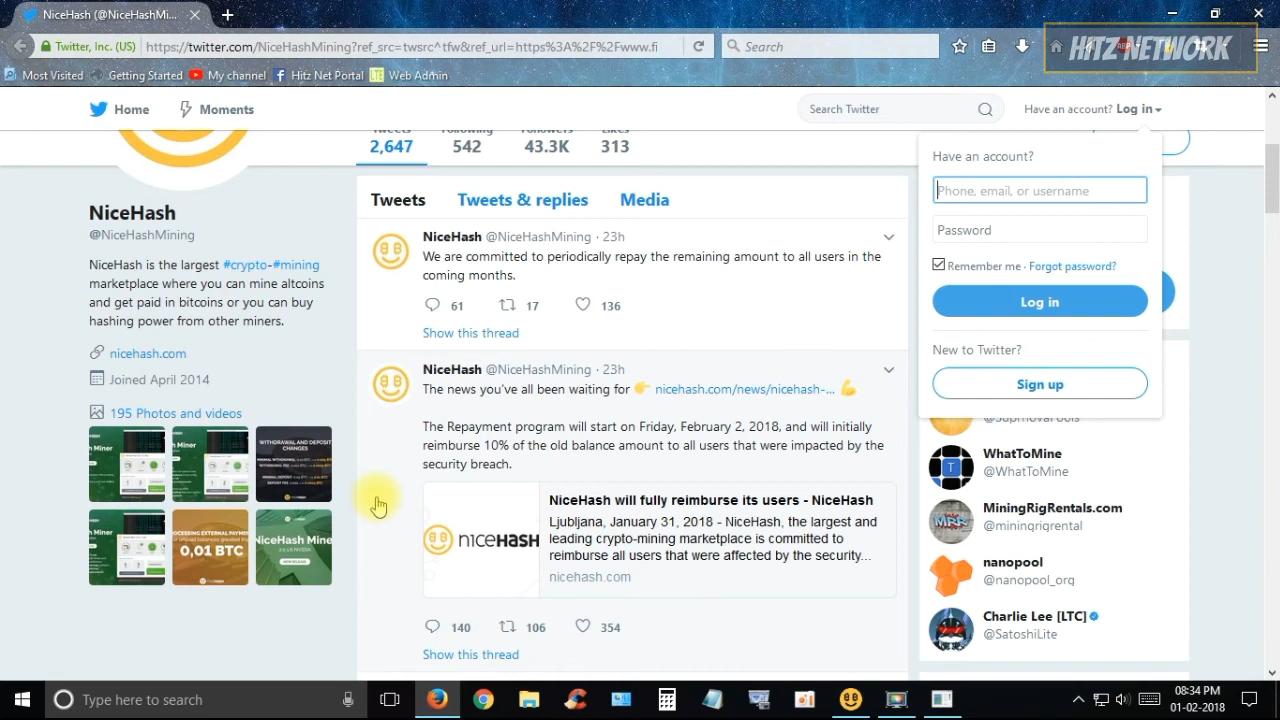 NiceHash (@NiceHashMi...
Twitter, Inc. (US)
https://twitter.com/NiceHashMining?ref_src=twsrc^tfw&ref_url=https%3A%2F%2Fwww.fi
Search
HITZ NETWORK
Most Visited
Getting Started
My channel
Hitz Net Portal
Web Admin
Home
Moments
Search Twitter
Have an account? Log in
Tweets
Following
Followers
Likes
2,647
542
43.3K
313
NiceHash
@NiceHashMining
NiceHash is the largest #crypto-#mining
marketplace where you can mine altcoins
and get paid in bitcoins or you can buy
hashing power from other miners.
nicehash.com
Joined April 2014
195 Photos and videos
WITHDRAWAL AND DEPOSIT
CHANGES
0,01 BTC
Tweets
Tweets & replies
Media
NiceHash @NiceHashMining · 23h
We are committed to periodically repay the remaining amount to all users in the
coming months.
61
17
136
Show this thread
NiceHash @NiceHashMining · 23h
The news you've all been waiting for 👉 nicehash.com/news/nicehash-... 💪
The Repayment program will start on Friday, February 2, 2018, and will initially
reimburse 10% of the old balance amount to all users that were impacted by the
security breach.
niceHASH
NiceHash will fully reimburse its users - NiceHash
Ljubljana, January 31, 2018 - NiceHash, the largest and
leading crypto-mining marketplace is committed to
reimburse all users that were affected by the security...
nicehash.com
140
106
354
Show this thread
Have an account?
Phone, email, or username
Password
Remember me · Forgot password?
Log in
New to Twitter?
Sign up
WhatToMine
@WhatToMine
MiningRigRentals.com
@miningrigrental
nanopool
@nanopool_org
Charlie Lee [LTC]
@SatoshiLite
Type here to search
08:34 PM
01-02-2018